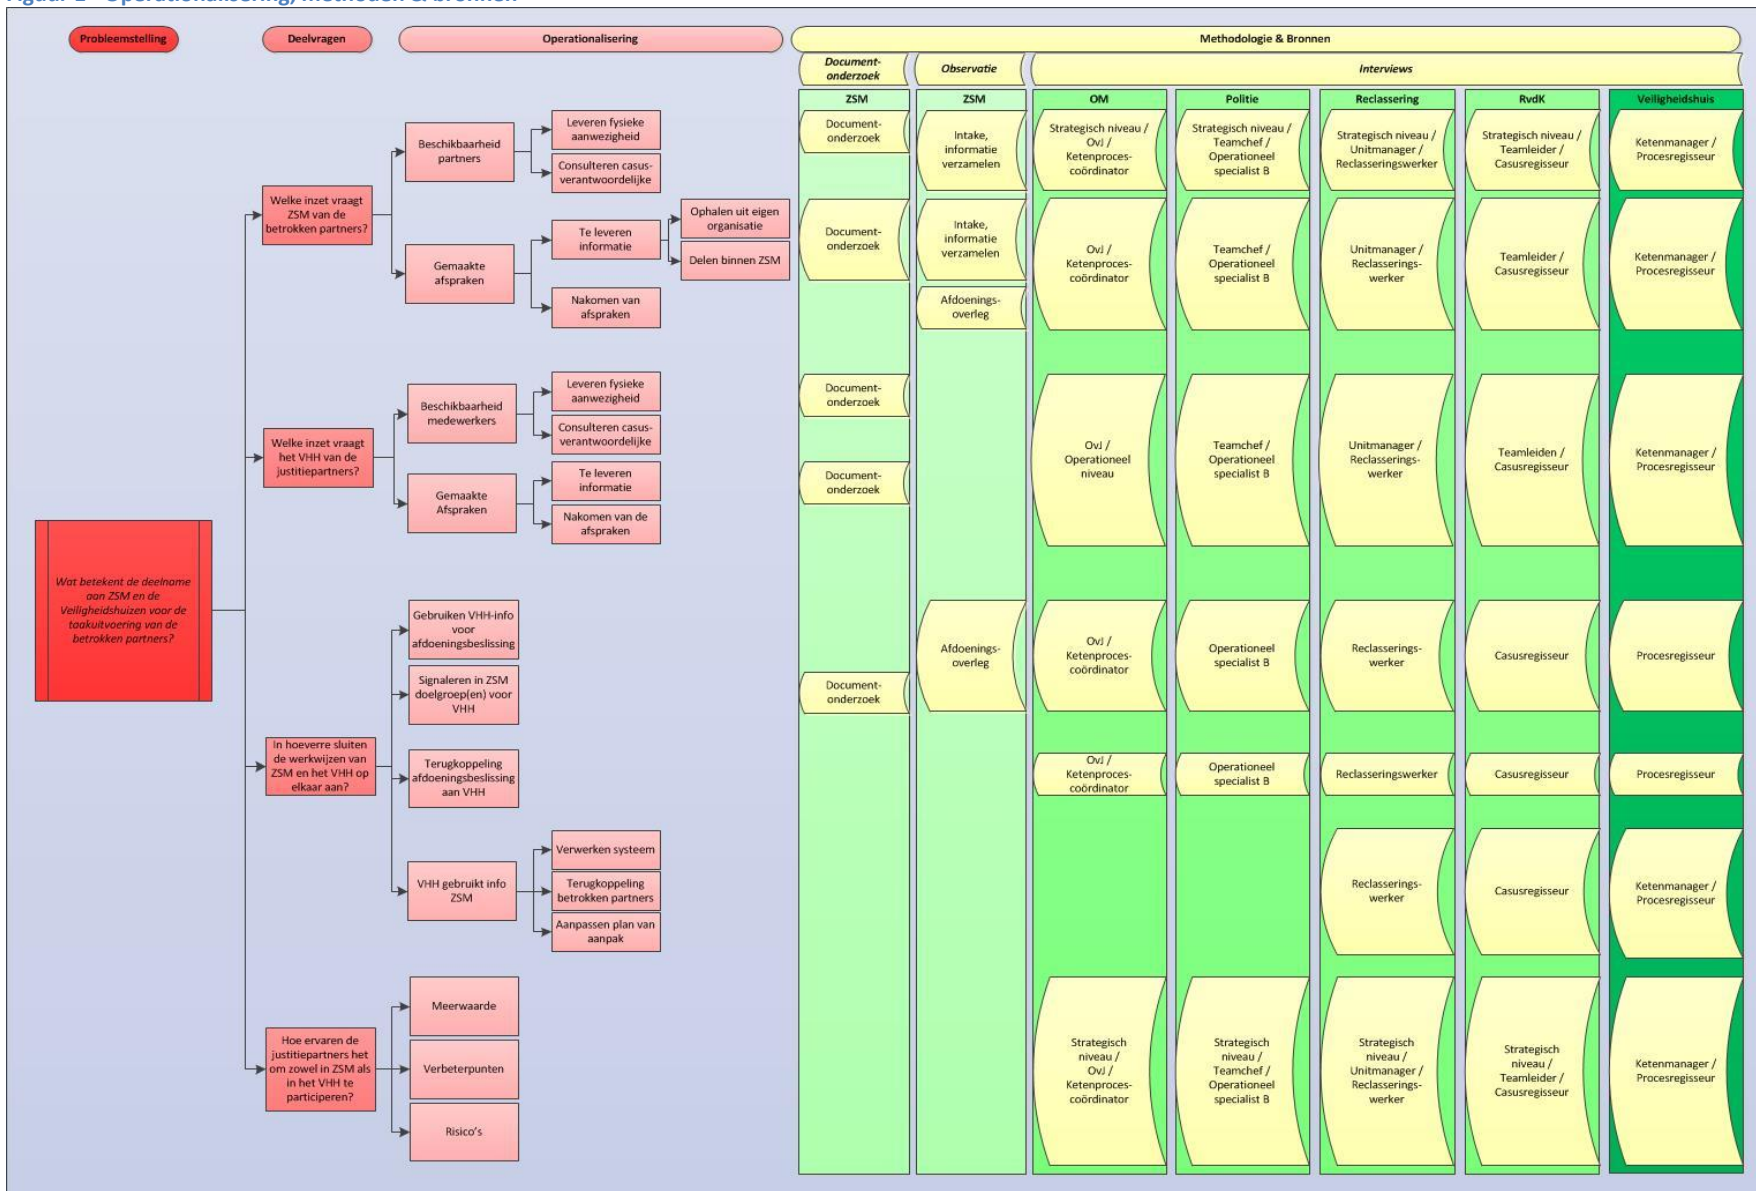 Figuur 1 - Operationalisering, methoden & bronnen
Probleemstelling
Deelvragen
Operationalisering
Methodologie & Bronnen
Document-
onderzoek
Observatie
Interviews
ZSM
ZSM
OM
Politie
Reclassering
RvdK
Veiligheidshuis
Wat betekent de deelname
aan ZSM en de
Veiligheidshuizen voor de
taakuitvoering van de
betrokken partners?
Welke inzet vraagt
ZSM van de
betrokken partners?
Beschikbaarheid
partners
Leveren fysieke
aanwezigheid
Consulteren casus-
verantwoordelijke
Gemaakte
afspraken
Te leveren
informatie
Ophalen uit eigen
organisatie
Delen binnen ZSM
Nakomen van
afspraken
Document-
onderzoek
Intake,
informatie
verzamelen
Strategisch niveau /
OvJ /
Ketenproces-
coördinator
Strategisch niveau /
Teamchef /
Operationeel
specialist B
Strategisch niveau /
Unitmanager /
Reclasseringswerker
Strategisch niveau /
Teamleider /
Casusregisseur
Ketenmanager /
Procesregisseur
Document-
onderzoek
Intake,
informatie
verzamelen
Afdoenings-
overleg
OvJ /
Ketenproces-
coördinator
Teamchef /
Operationeel
specialist B
Unitmanager /
Reclasserings-
werker
Teamleider /
Casusregisseur
Ketenmanager /
Procesregisseur
Welke inzet vraagt
het VHH van de
justitiepartners?
Beschikbaarheid
medewerkers
Leveren fysieke
aanwezigheid
Consulteren casus-
verantwoordelijke
Gemaakte
Afspraken
Te leveren
informatie
Nakomen van de
afspraken
Document-
onderzoek
Document-
onderzoek
OvJ /
Operationeel
niveau
Teamchef /
Operationeel
specialist B
Unitmanager /
Reclasserings-
werker
Teamleiden /
Casusregisseur
Ketenmanager /
Procesregisseur
In hoeverre sluiten
de werkwijzen van
ZSM en het VHH op
elkaar aan?
Gebruiken VHH-info
voor
afdoeningsbeslissing
Signaleren in ZSM
doelgroep(en) voor
VHH
Terugkoppeling
afdoeningsbeslissing
aan VHH
VHH gebruikt info
ZSM
Verwerken systeem
Terugkoppeling
betrokken partners
Aanpassen plan van
aanpak
Document-
onderzoek
Afdoenings-
overleg
OvJ /
Ketenproces-
coördinator
Operationeel
specialist B
Reclasserings-
werker
Casusregisseur
Procesregisseur
OvJ /
Ketenproces-
coördinator
Operationeel
specialist B
Reclasseringswerker
Casusregisseur
Procesregisseur
Reclasserings-
werker
Casusregisseur
Ketenmanager /
Procesregisseur
Hoe ervaren de
justitiepartners het
om zowel in ZSM als
in het VHH te
participeren?
Meerwaarde
Verbeterpunten
Risico's
Strategisch
niveau /
OvJ /
Ketenproces-
coördinator
Strategisch
niveau /
Teamchef /
Operationeel
specialist B
Strategisch
niveau /
Unitmanager /
Reclasserings-
werker
Strategisch
niveau /
Teamleider /
Casusregisseur
Ketenmanager /
Procesregisseur